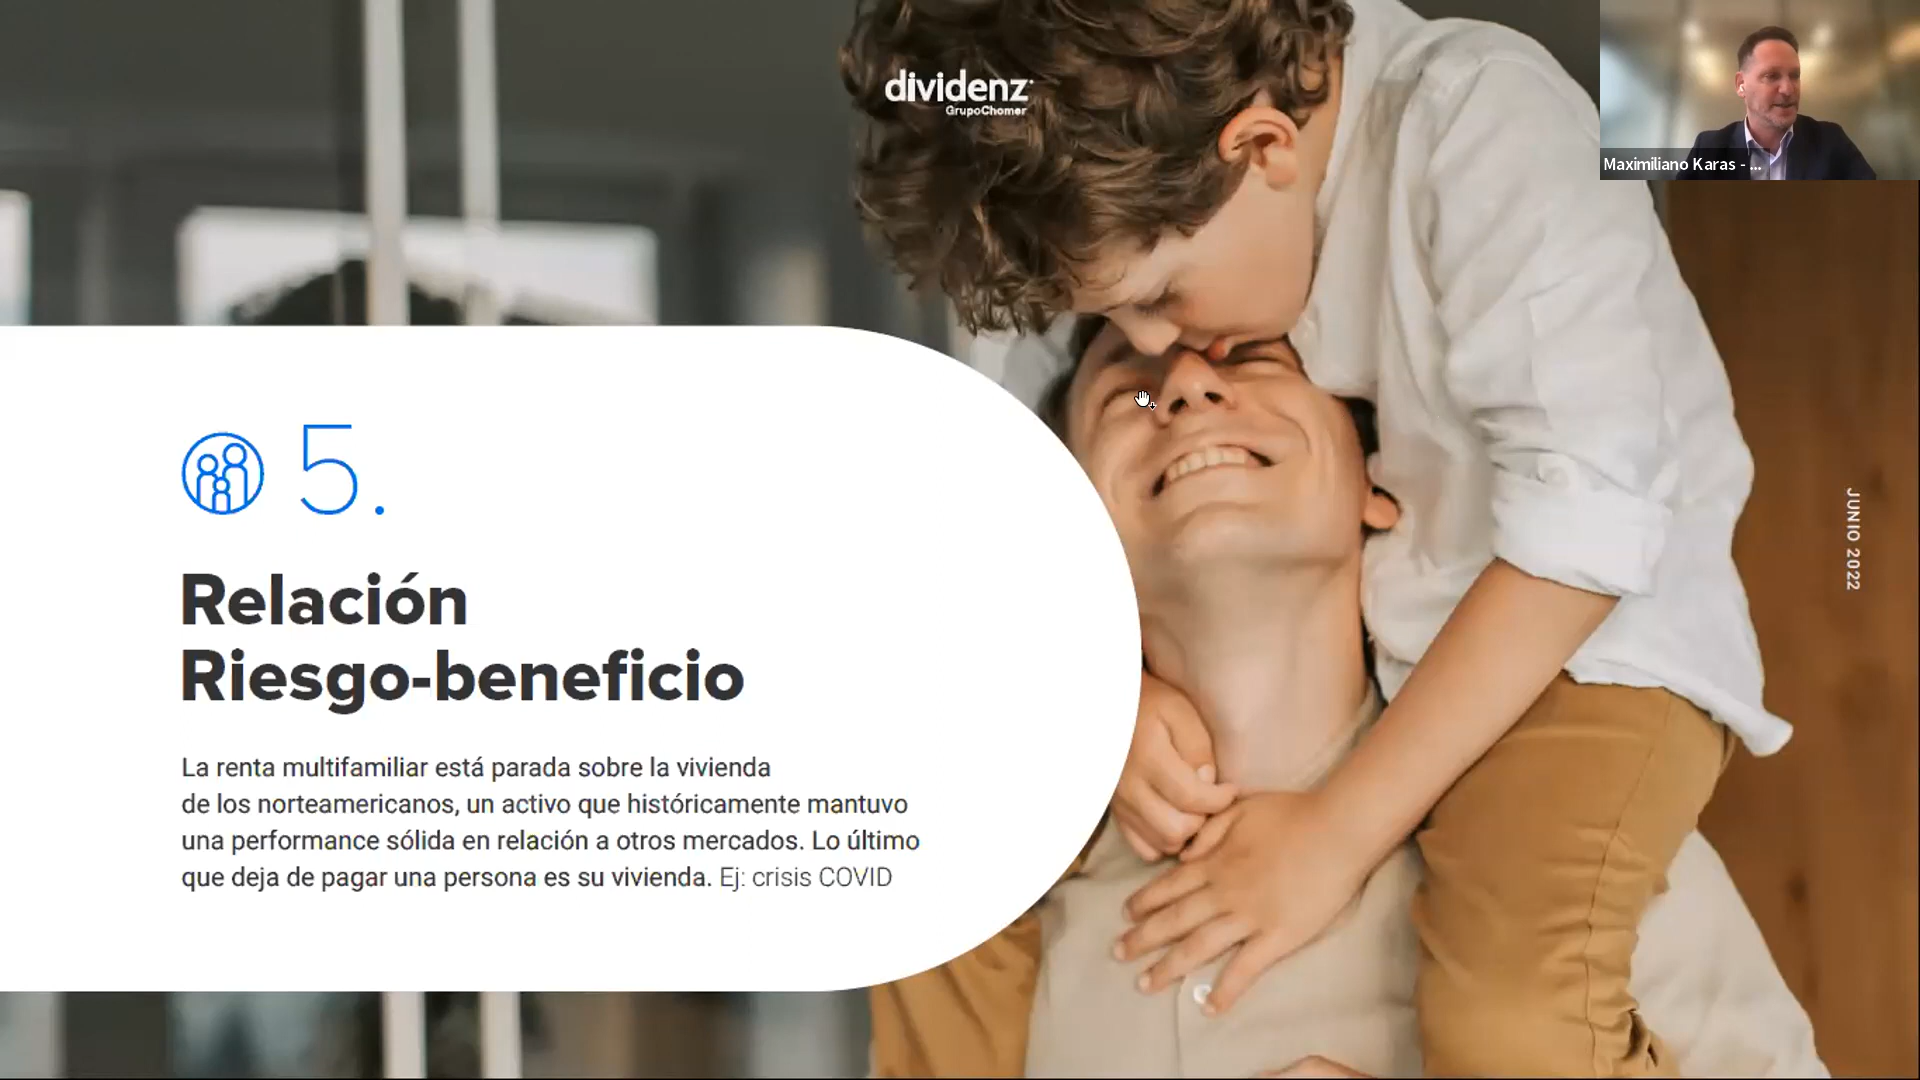 dividenz
GrupoChomer
Maximiliano Karas - ...
5.
Relación
Riesgo-beneficio
La renta multifamiliar está parada sobre la vivienda
de los norteamericanos, un activo que históricamente mantuvo
una performance sólida en relación a otros mercados. Lo último
que deja de pagar una persona es su vivienda. Ej: crisis COVID
JUNIO 2022